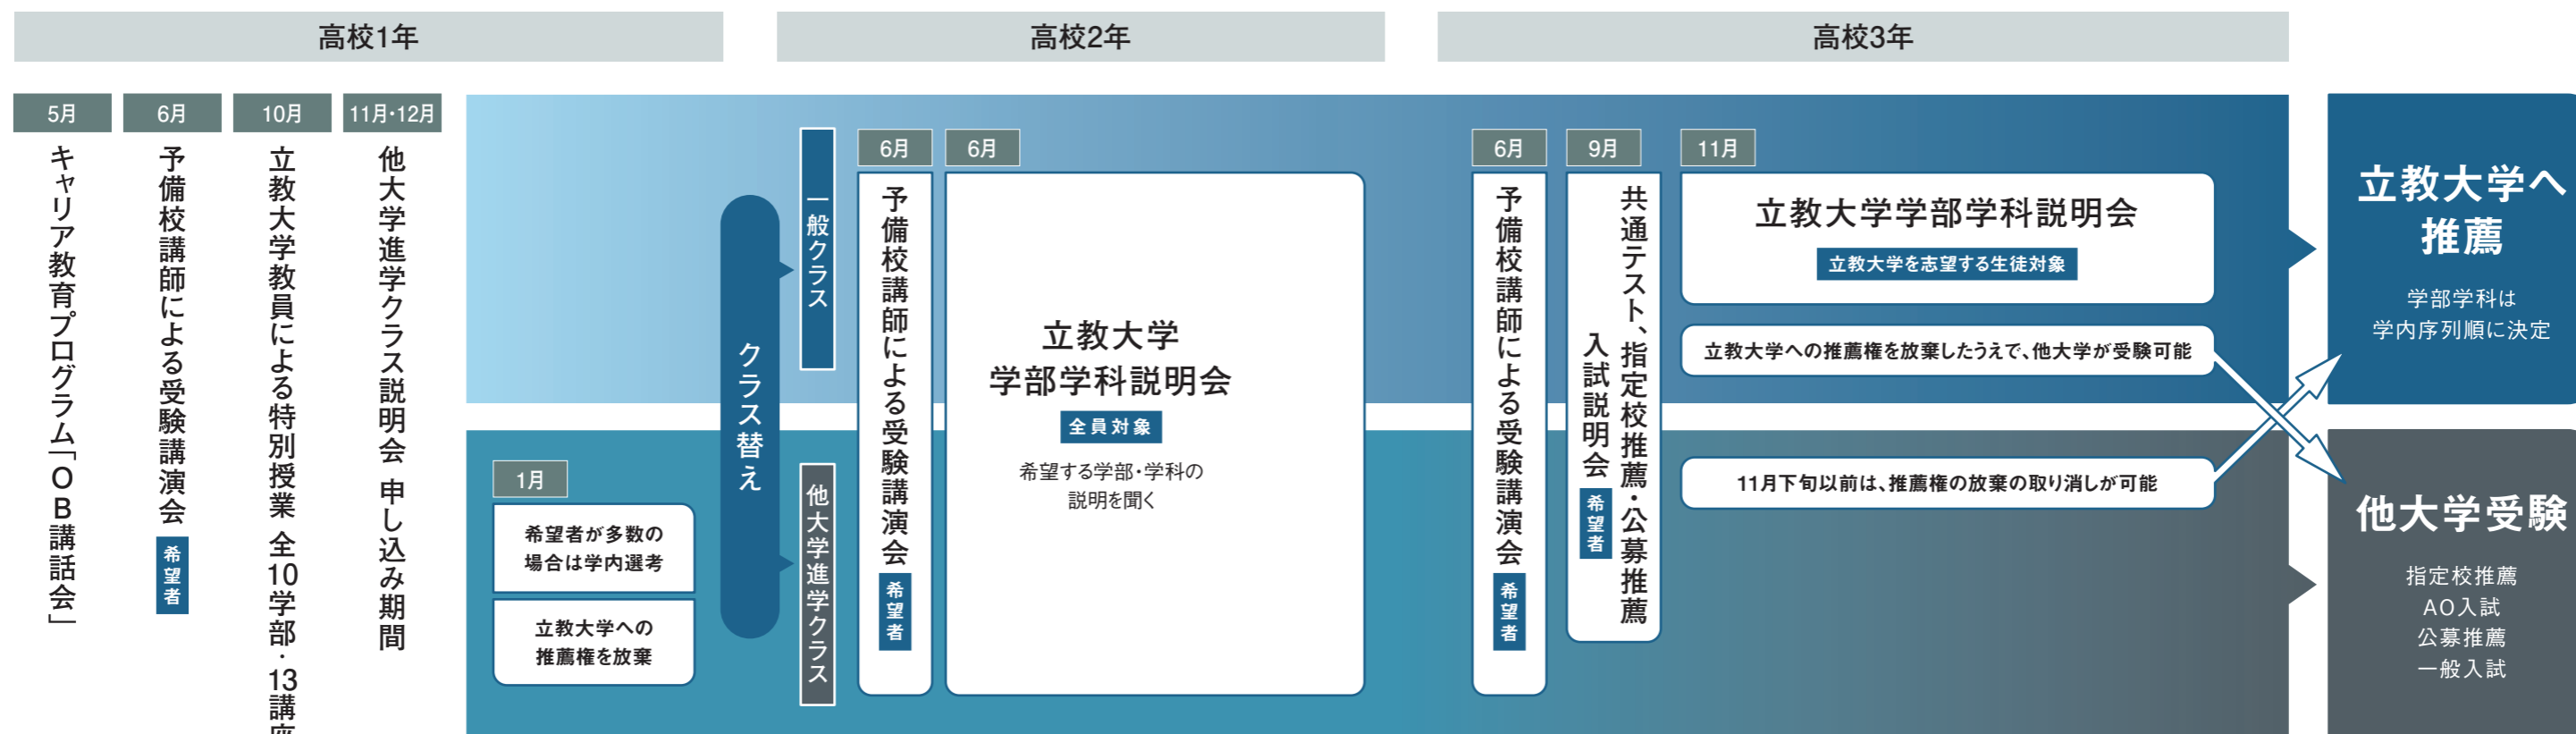 高校1年
高校2年
高校3年
5月
キャリア教育プログラム「OB講話会」
6月
予備校講師による受験講演会 希望者
10月
立教大学教員による特別授業 全10学部・13講座
11月・12月
他大学進学クラス説明会 申し込み期間
1月
希望者が多数の
場合は学内選考
立教大学への
推薦権を放棄
クラス替え
一般クラス
他大学進学クラス
6月
予備校講師による受験講演会 希望者
6月
立教大学
学部学科説明会
全員対象
希望する学部・学科の
説明を聞く
6月
予備校講師による受験講演会 希望者
9月
共通テスト、指定校推薦・公募推薦
入試説明会 希望者
11月
立教大学学部学科説明会
立教大学を志望する生徒対象
立教大学への推薦権を放棄したうえで、他大学が受験可能
11月下旬以前は、推薦権の放棄の取り消しが可能
立教大学へ
推薦
学部学科は
学内序列順に決定
他大学受験
指定校推薦
AO入試
公募推薦
一般入試